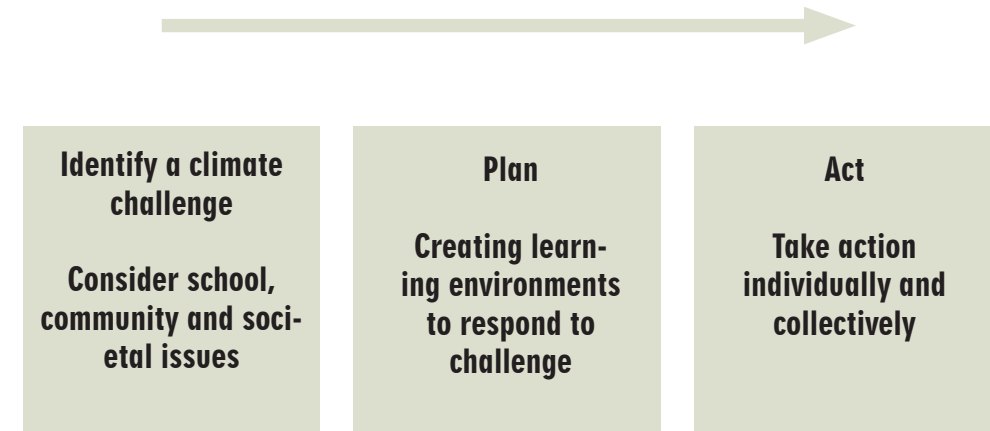 Identify a climate
challenge
Consider school,
community and soci-
etal issues
Plan
Creating learn-
ing environments
to respond to
challenge
Act
Take action
individually and
collectively